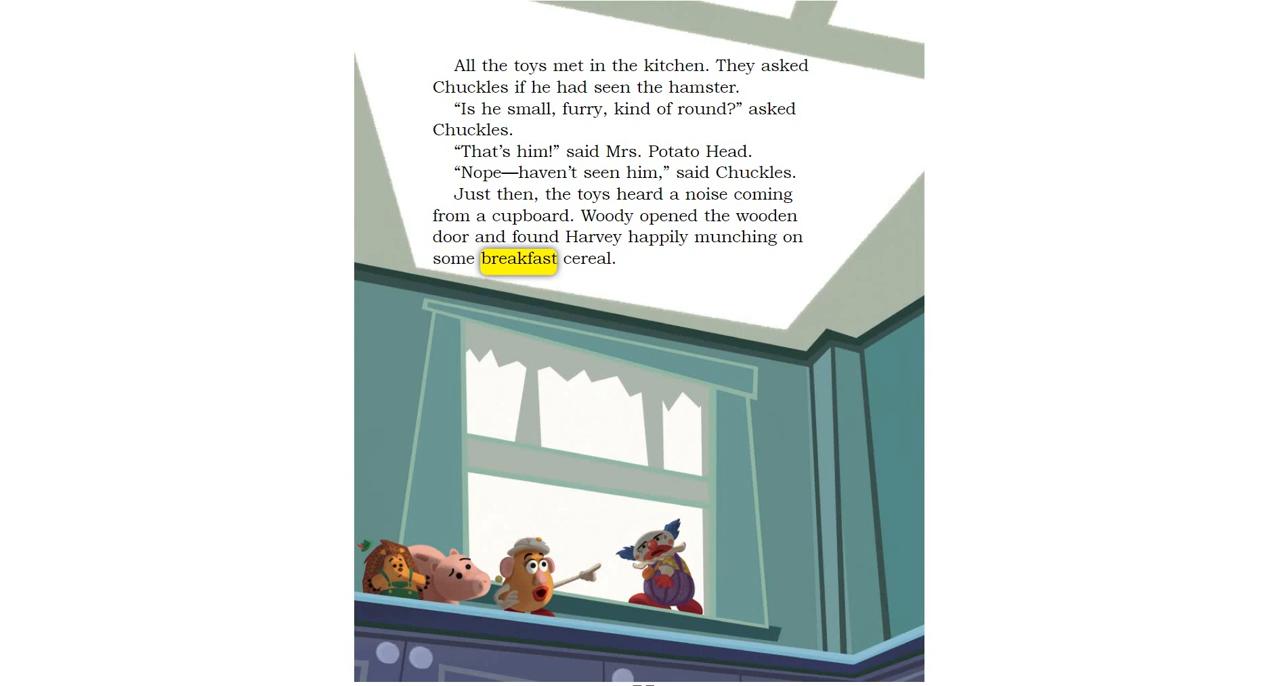 All the toys met in the kitchen. They asked
Chuckles if he had seen the hamster.
“Is he small, furry, kind of round?” asked
Chuckles.
“That’s him!” said Mrs. Potato Head.
“Nope—haven’t seen him,” said Chuckles.
Just then, the toys heard a noise coming
from a cupboard. Woody opened the wooden
door and found Harvey happily munching on
some breakfast cereal.